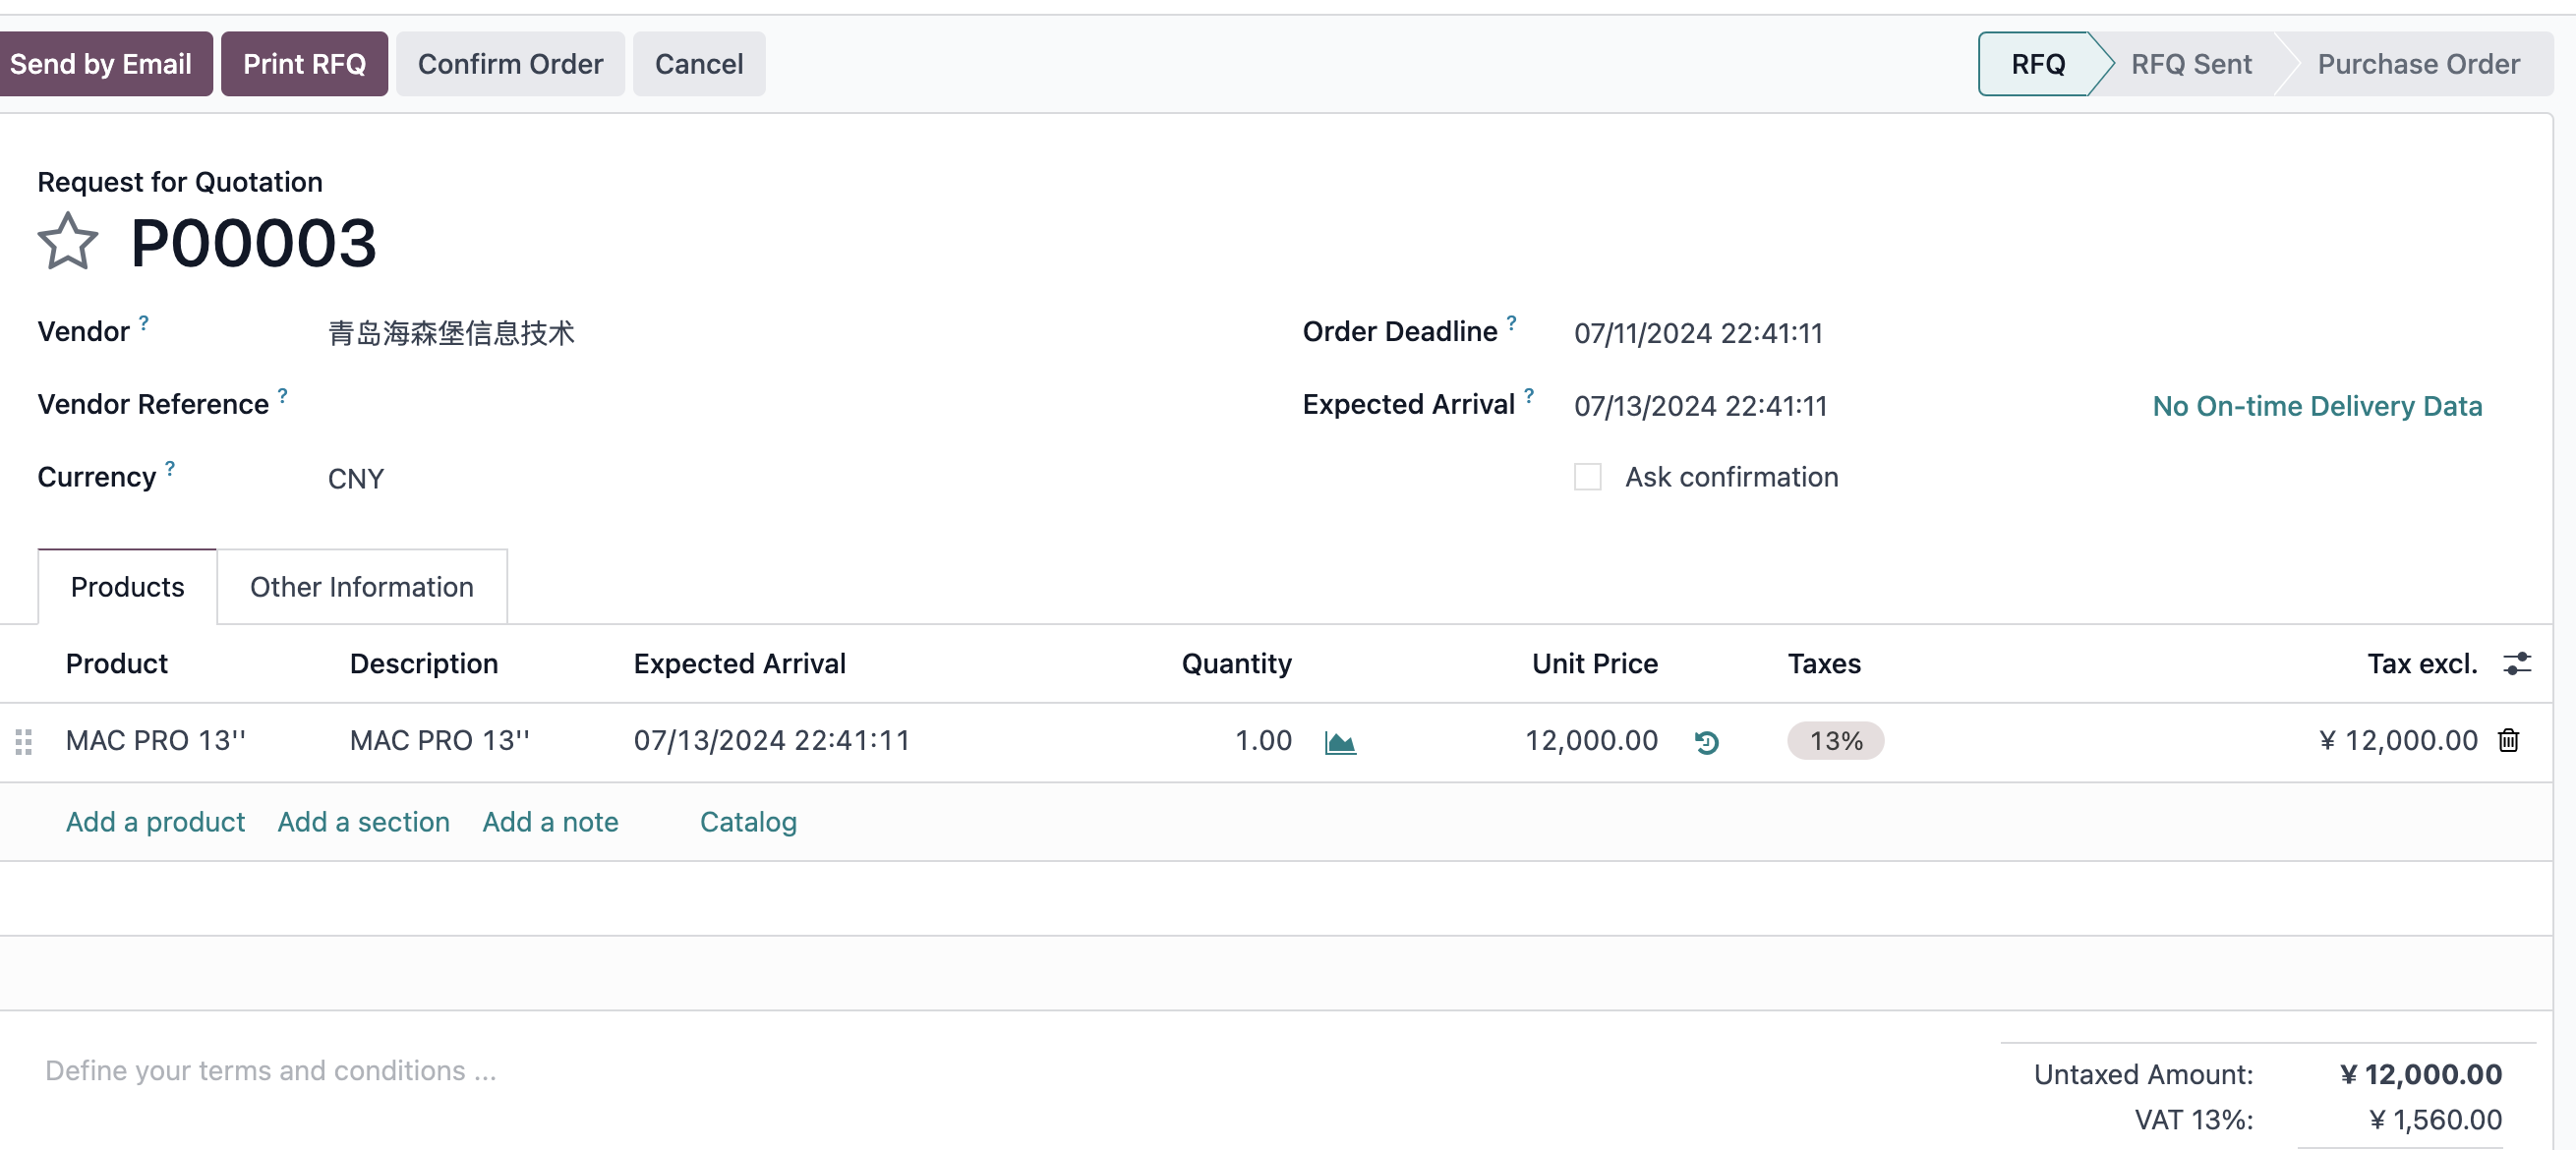 Send by Email Print RFQ Confirm Order Cancel RFQ RFQ Sent Purchase Order
Request for Quotation
P00003
Vendor ? 青岛海森堡信息技术 Order Deadline ? 07/11/2024 22:41:11
Vendor Reference ? Expected Arrival ? 07/13/2024 22:41:11 No On-time Delivery Data
Currency ? CNY Ask confirmation
Products Other Information
Product Description Expected Arrival Quantity Unit Price Taxes Tax excl.
MAC PRO 13'' MAC PRO 13'' 07/13/2024 22:41:11 1.00 12,000.00 13% ¥ 12,000.00
Add a product Add a section Add a note Catalog
Define your terms and conditions ...
Untaxed Amount: ¥ 12,000.00
VAT 13%: ¥ 1,560.00